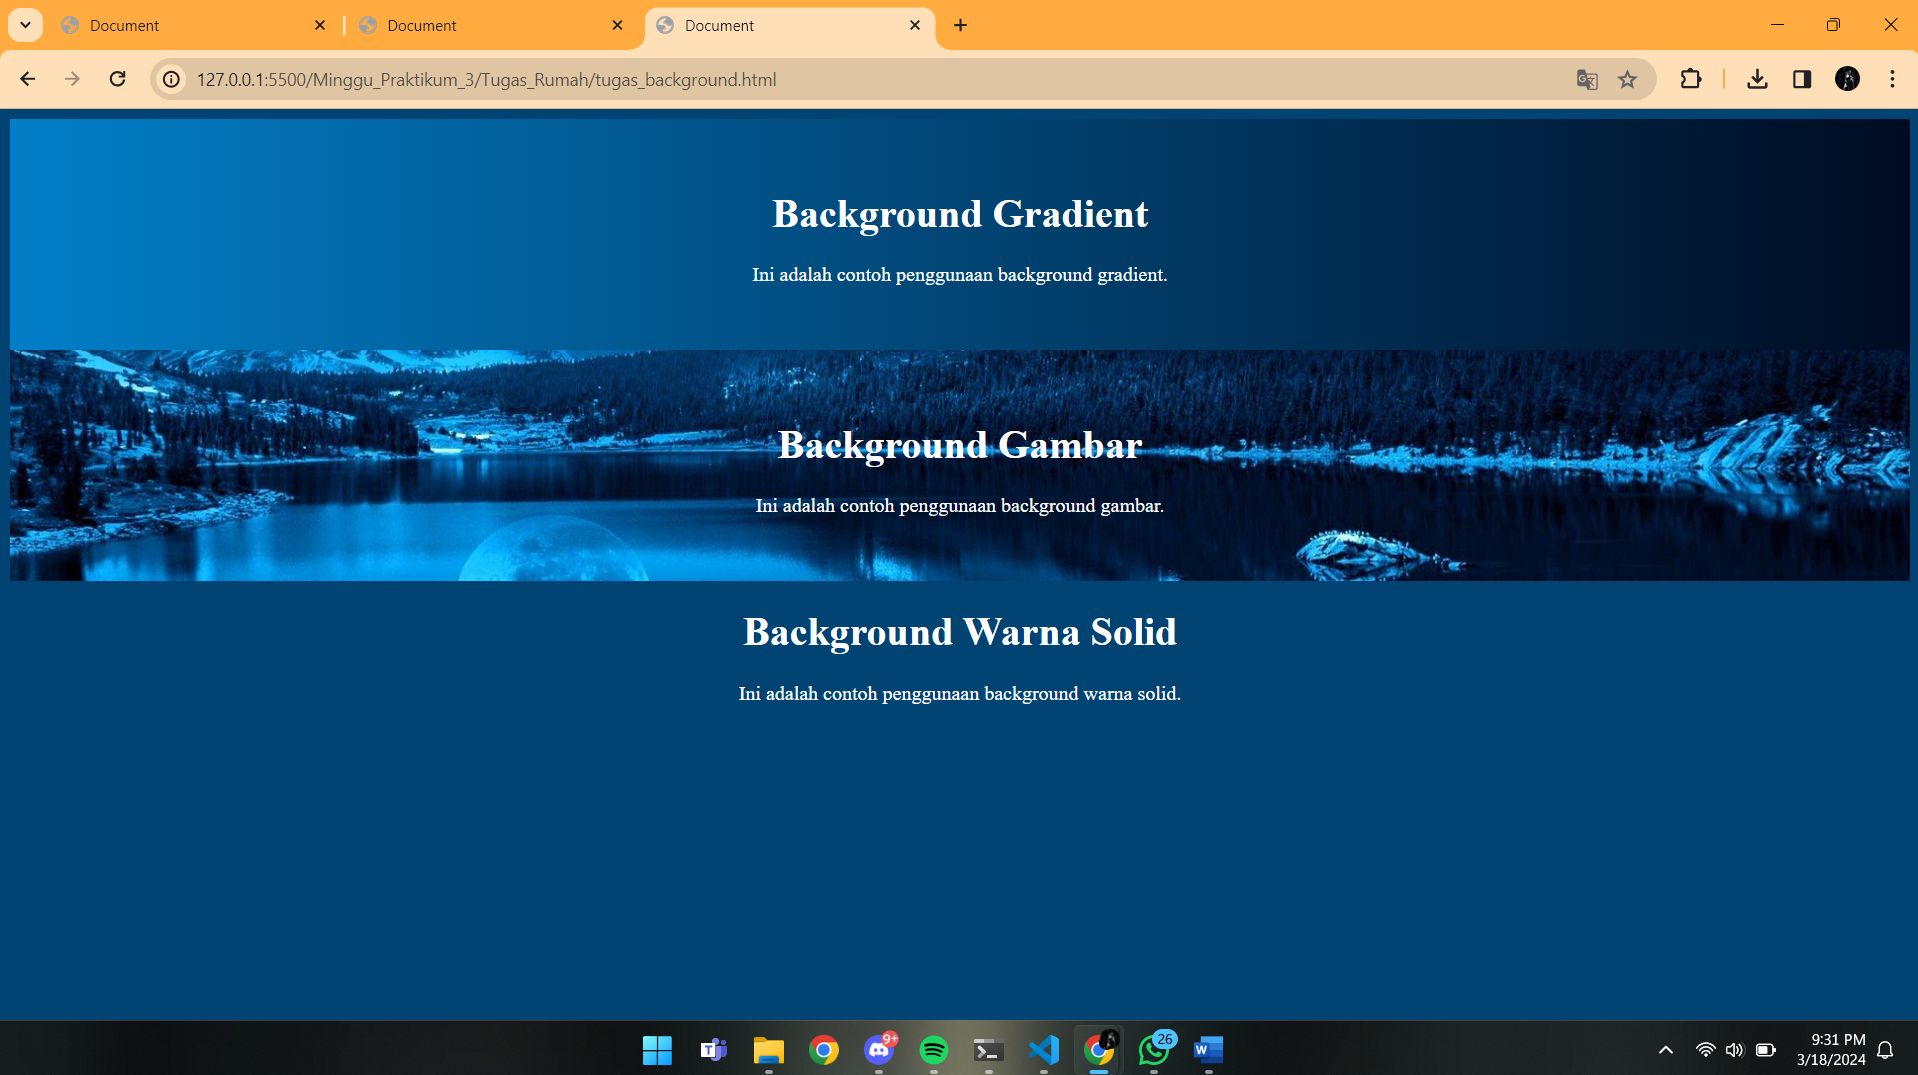 Document
Document
Document
127.0.0.1:5500/Minggu_Praktikum_3/Tugas_Rumah/tugas_background.html
Background Gradient
Ini adalah contoh penggunaan background gradient.
Background Gambar
Ini adalah contoh penggunaan background gambar.
Background Warna Solid
Ini adalah contoh penggunaan background warna solid.
T
9+
26
W
9:31 PM
3/18/2024